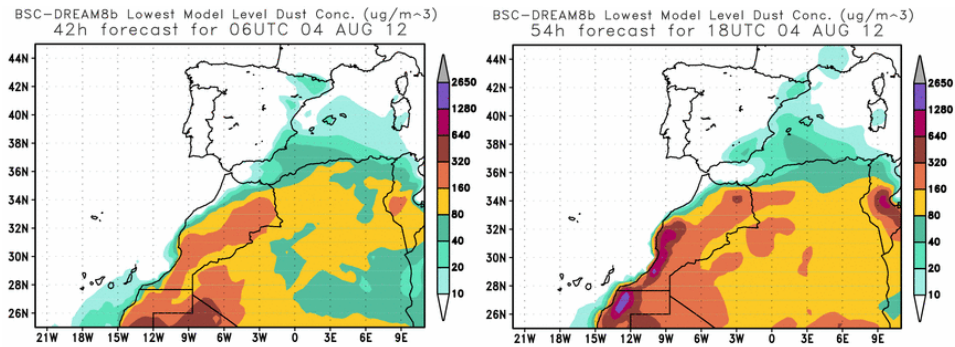 BSC-DREAM8b Lowest Model Level Dust Conc. (ug/m^3)
42h forecast for 06UTC 04 AUG 12
44N
42N
40N
38N
36N
34N
32N
30N
28N
26N
21W 18W 15W 12W 9W 6W 3W 0 3E 6E 9E
2650
1280
640
320
160
80
40
20
10
BSC-DREAM8b Lowest Model Level Dust Conc. (ug/m^3)
54h forecast for 18UTC 04 AUG 12
44N
42N
40N
38N
36N
34N
32N
30N
28N
26N
21W 18W 15W 12W 9W 6W 3W 0 3E 6E 9E
2650
1280
640
320
160
80
40
20
10